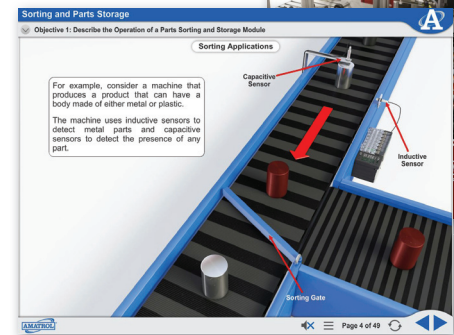 Sorting and Parts Storage
Objective 1: Describe the Operation of a Parts Sorting and Storage Module
Sorting Applications
For example, consider a machine that
produces a product that can have a
body made of either metal or plastic.
The machine uses inductive sensors to
detect metal parts and capacitive
sensors to detect the presence of any
part.
Capacitive
Sensor
Inductive
Sensor
Sorting Gate
AMATROL
Page 4 of 49